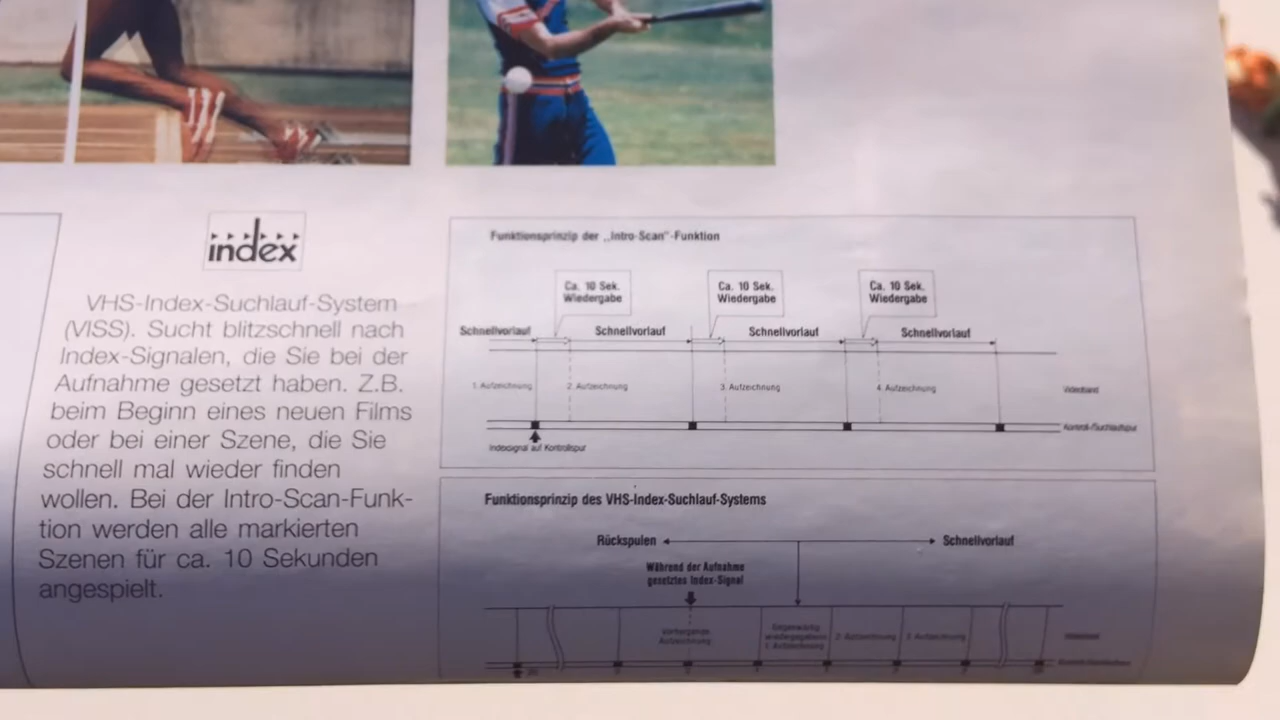 index
VHS-Index-Suchlauf-System
(VISS). Sucht blitzschnell nach
Index-Signalen, die Sie bei der
Aufnahme gesetzt haben. Z.B.
beim Beginn eines neuen Films
oder bei einer Szene, die Sie
schnell mal wieder finden
wollen. Bei der Intro-Scan-Funk-
tion werden alle markierten
Szenen für ca. 10 Sekunden
angespielt.
Funktionsprinzip der „Intro-Scan“-Funktion
Ca. 10 Sek. Ca. 10 Sek. Ca. 10 Sek.
Wiedergabe Wiedergabe Wiedergabe
Schnellvorlauf Schnellvorlauf Schnellvorlauf Schnellvorlauf
1. Aufzeichnung 2. Aufzeichnung 3. Aufzeichnung 4. Aufzeichnung Videoband
Kontroll-/Suchlaufspur
Indexsignal auf Kontrollspur
Funktionsprinzip des VHS-Index-Suchlauf-Systems
Rückspulen Schnellvorlauf
Während der Aufnahme
gesetztes Index-Signal
Aufzeichnung 1. Aufzeichnung 2. Aufzeichnung 3. Aufzeichnung